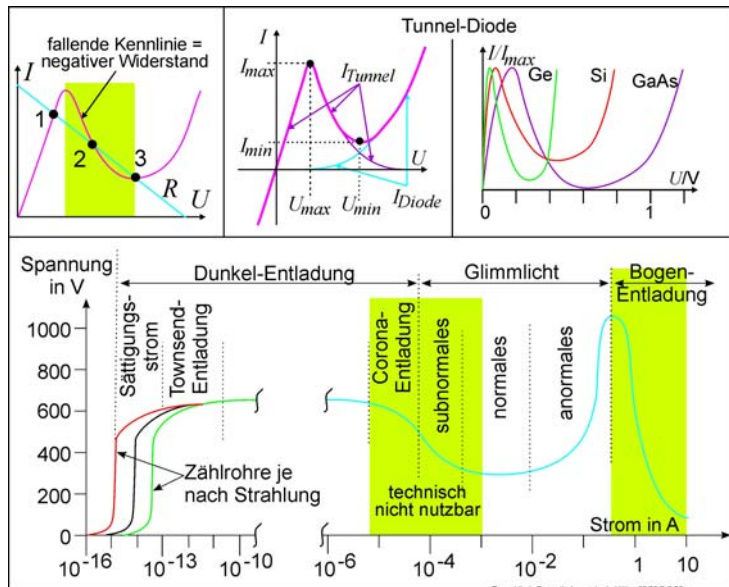 fallende Kennlinie =
negativer Widerstand
I
1
2
3
R
U
Tunnel-Diode
I
I_max
I_Tunnel
I_min
U
U_max
U_min
I_Diode
I/I_max
Ge
Si
GaAs
0
1
U/V
Spannung
in V
Dunkel-Entladung
Glimmlicht
Bogen-
Entladung
1000
800
600
400
200
0
Sättigungs-
strom
Townsend-
Entladung
Corona-
Entladung
subnormales
normales
anormales
Zählrohre je
nach Strahlung
technisch
nicht nutzbar
Strom in A
10-16
10-13
10-10
10-6
10-4
10-2
1
10